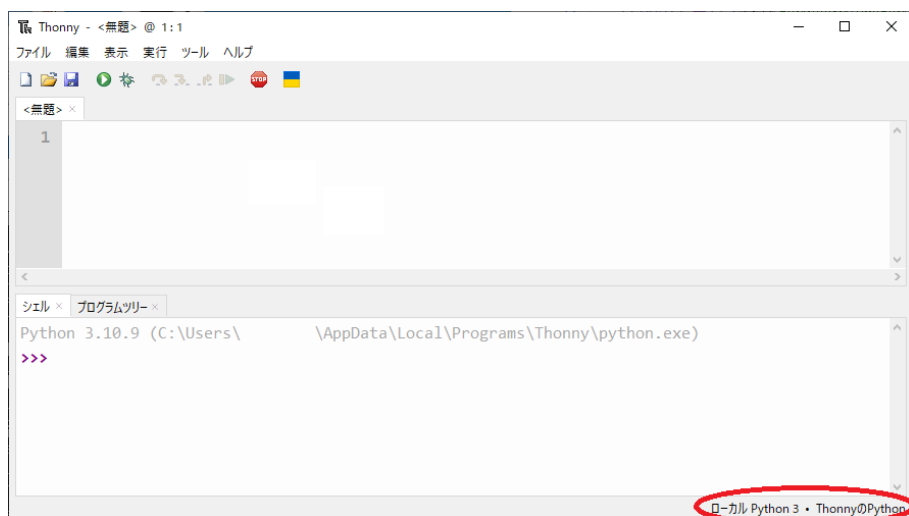 Thonny - <無題> @ 1:1
ファイル 編集 表示 実行 ツール ヘルプ
STOP
<無題> ×
1
シェル × プログラムツリー ×
Python 3.10.9 (C:\Users\ \AppData\Local\Programs\Thonny\python.exe)
>>>
ローカル Python 3 • ThonnyのPython